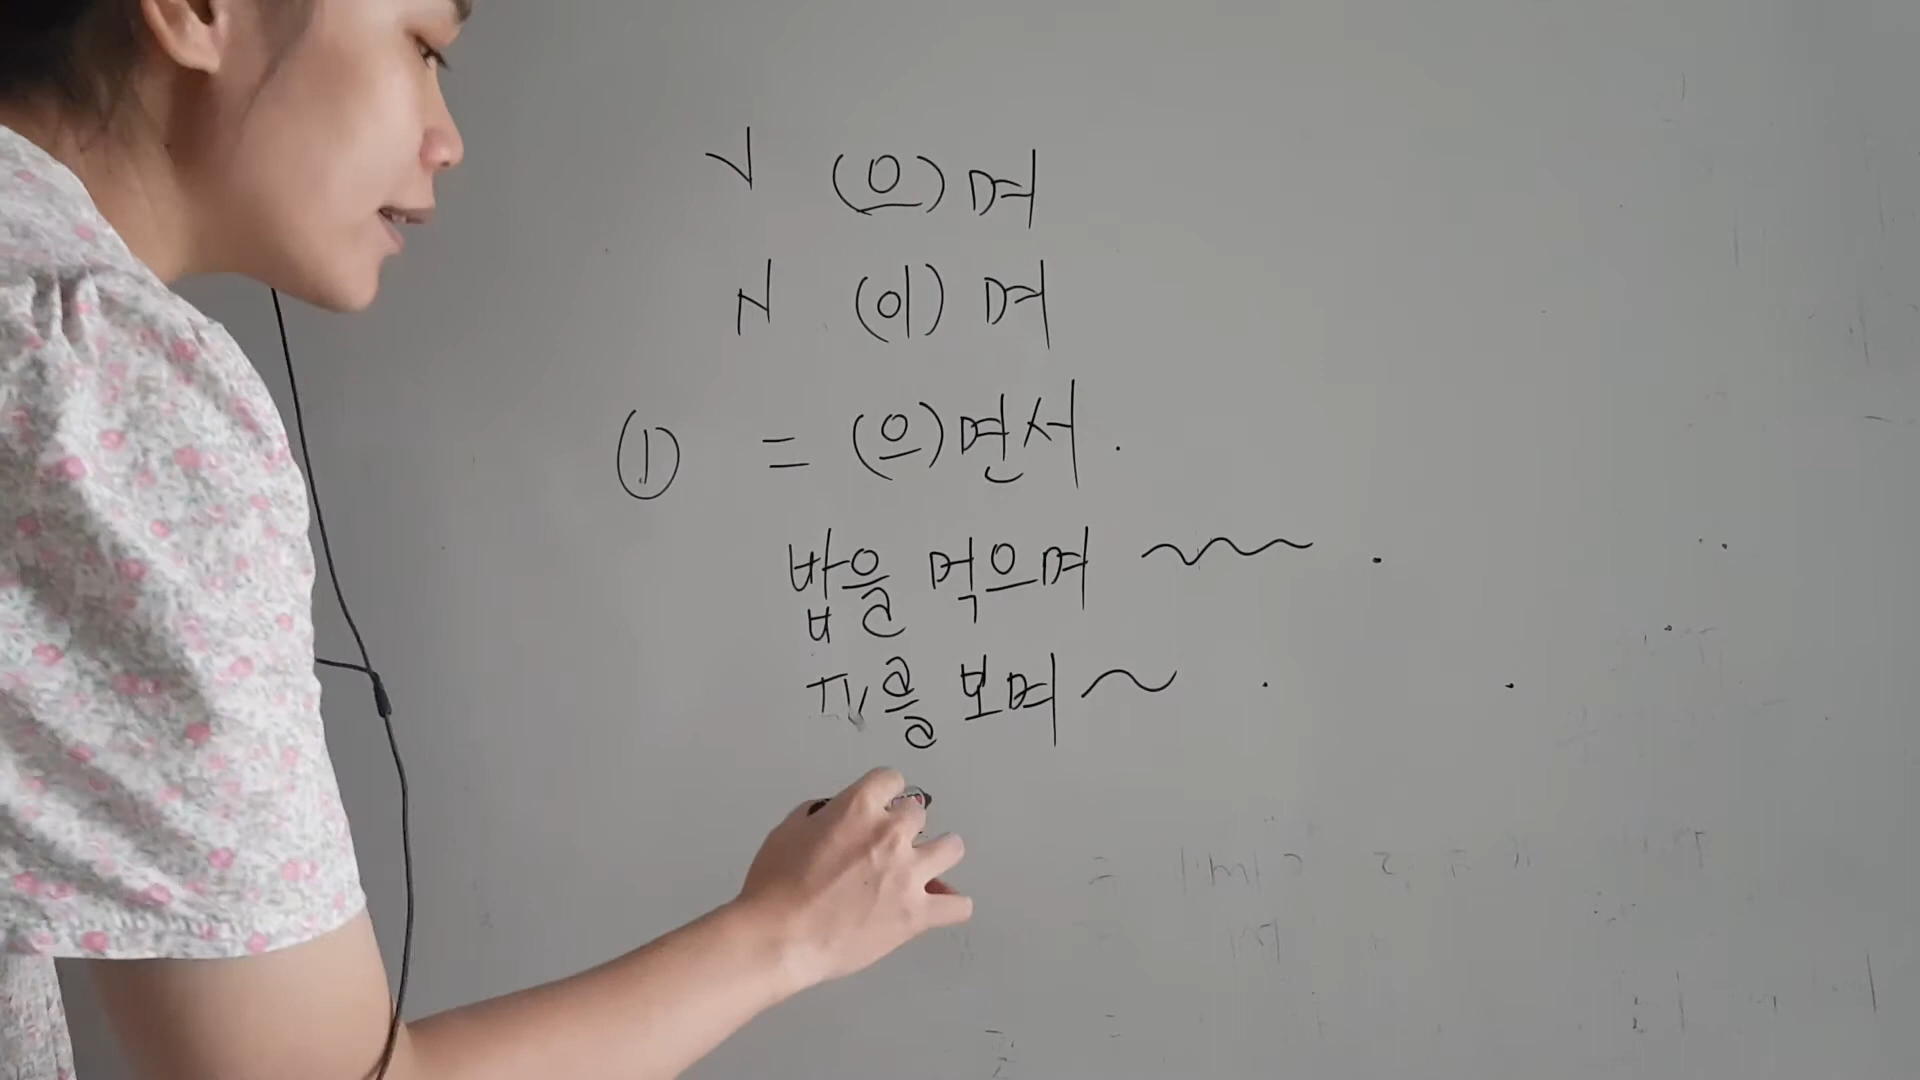 V (으)며
N (이)며
① = (으)면서.
밥을 먹으며 ~~~.
TV를 보며~.